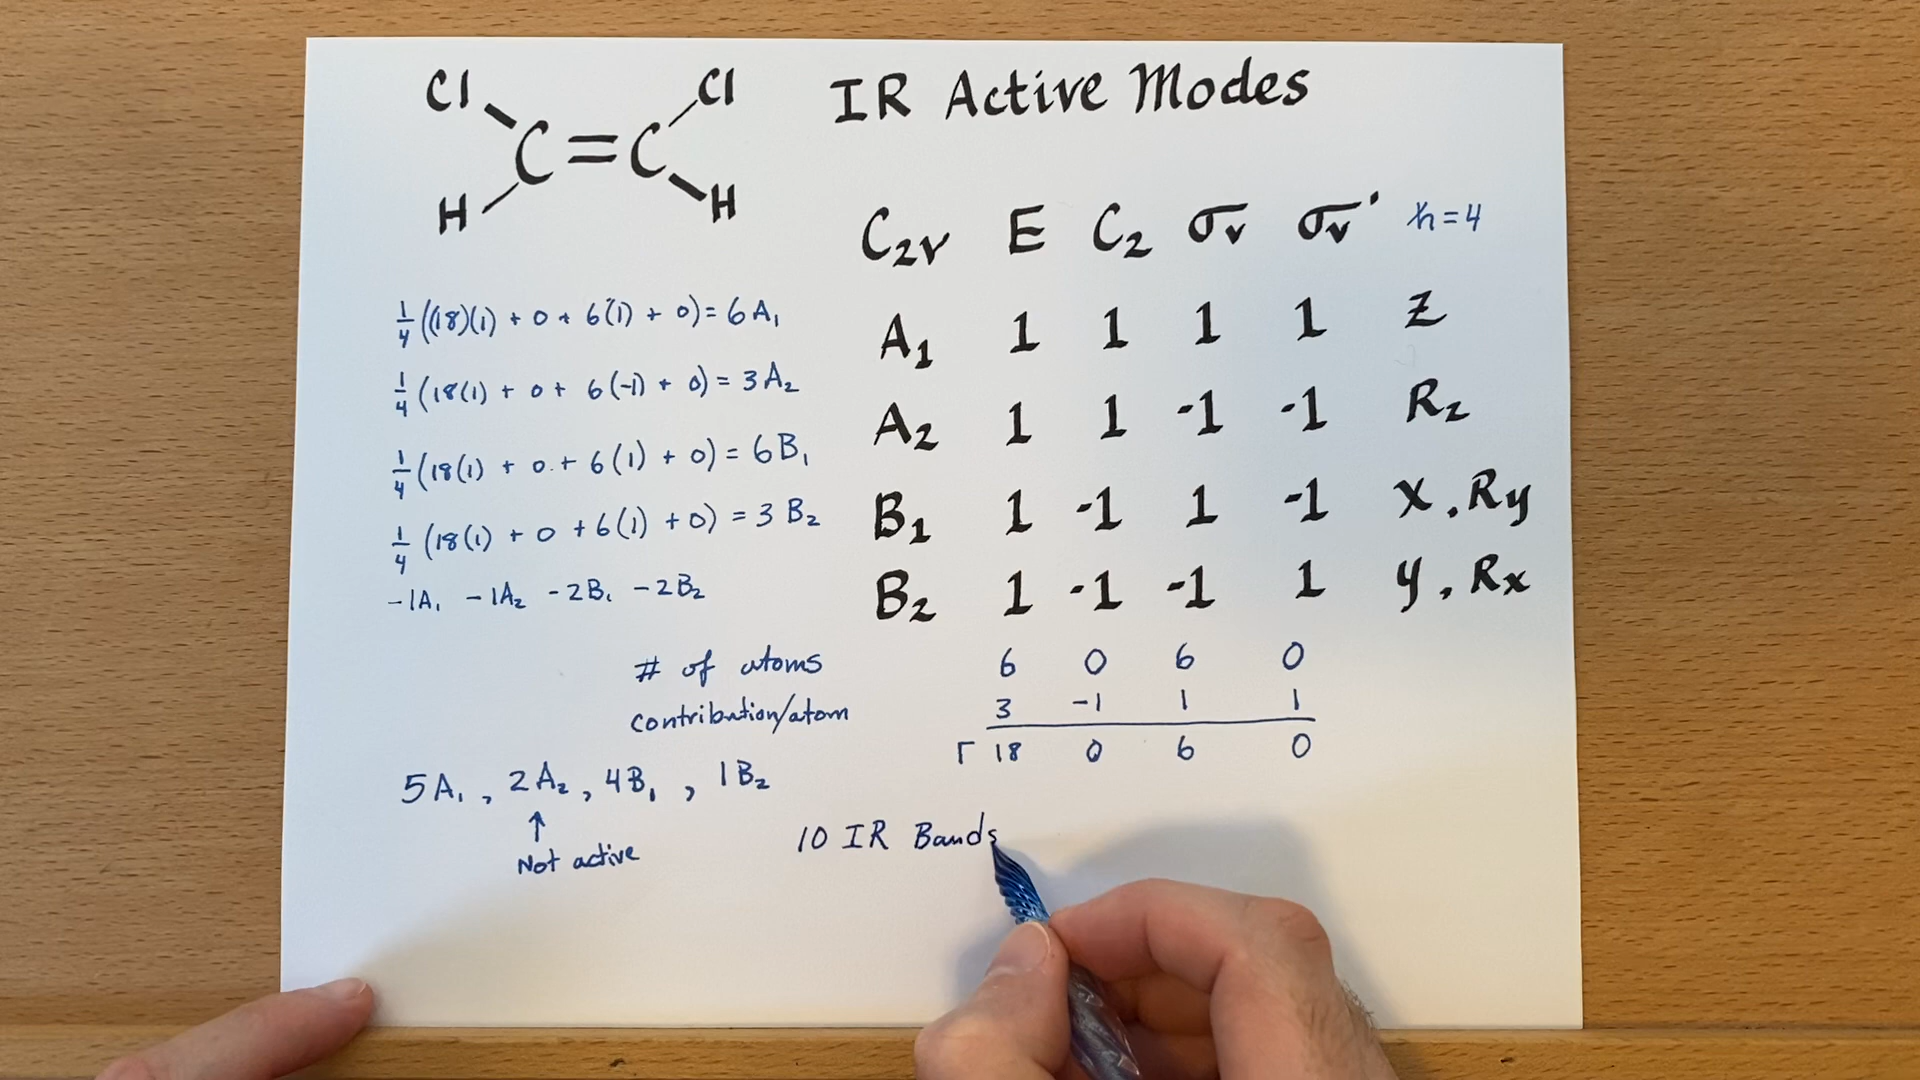 IR Active Modes
Cl Cl
C=C
H H
C2v E C2 σv σv' h=4
A1 1 1 1 1 Z
A2 1 1 -1 -1 Rz
B1 1 -1 1 -1 x, Ry
B2 1 -1 -1 1 y, Rx
1/4 ((18)(1) + 0 + 6(1) + 0) = 6A1
1/4 (18(1) + 0 + 6(-1) + 0) = 3A2
1/4 (18(1) + 0 + 6(1) + 0) = 6B1
1/4 (18(1) + 0 + 6(1) + 0) = 3B2
-1A1 -1A2 -2B1 -2B2
# of atoms 6 0 6 0
contribution/atom 3 -1 1 1
Γ 18 0 6 0
5A1, 2A2, 4B1, 1B2
↑
Not active
10 IR Bands